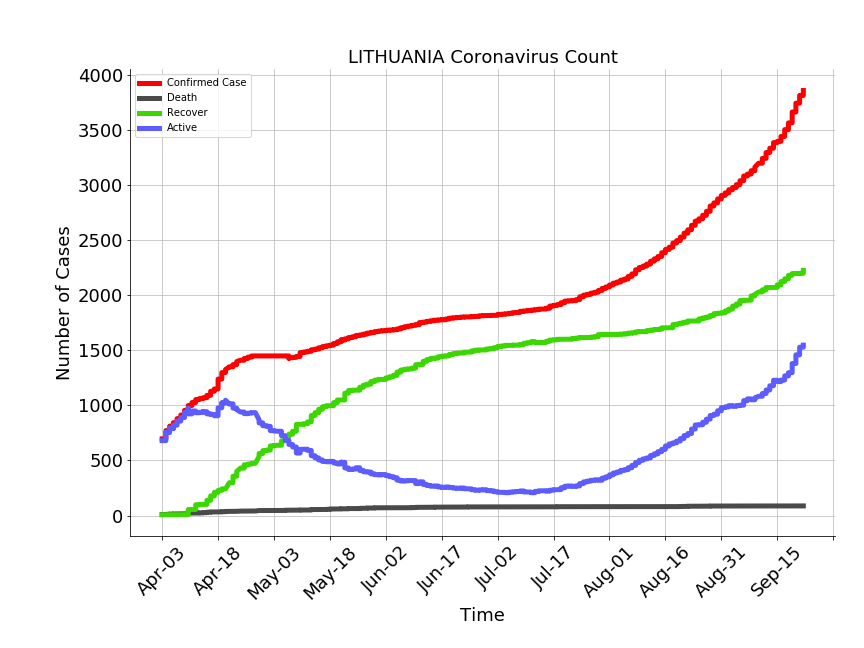 LITHUANIA Coronavirus Count
Confirmed Case
Death
Recover
Active
Number of Cases
4000
3500
3000
2500
2000
1500
1000
500
0
Apr-03
Apr-18
May-03
May-18
Jun-02
Jun-17
Jul-02
Jul-17
Aug-01
Aug-16
Aug-31
Sep-15
Time